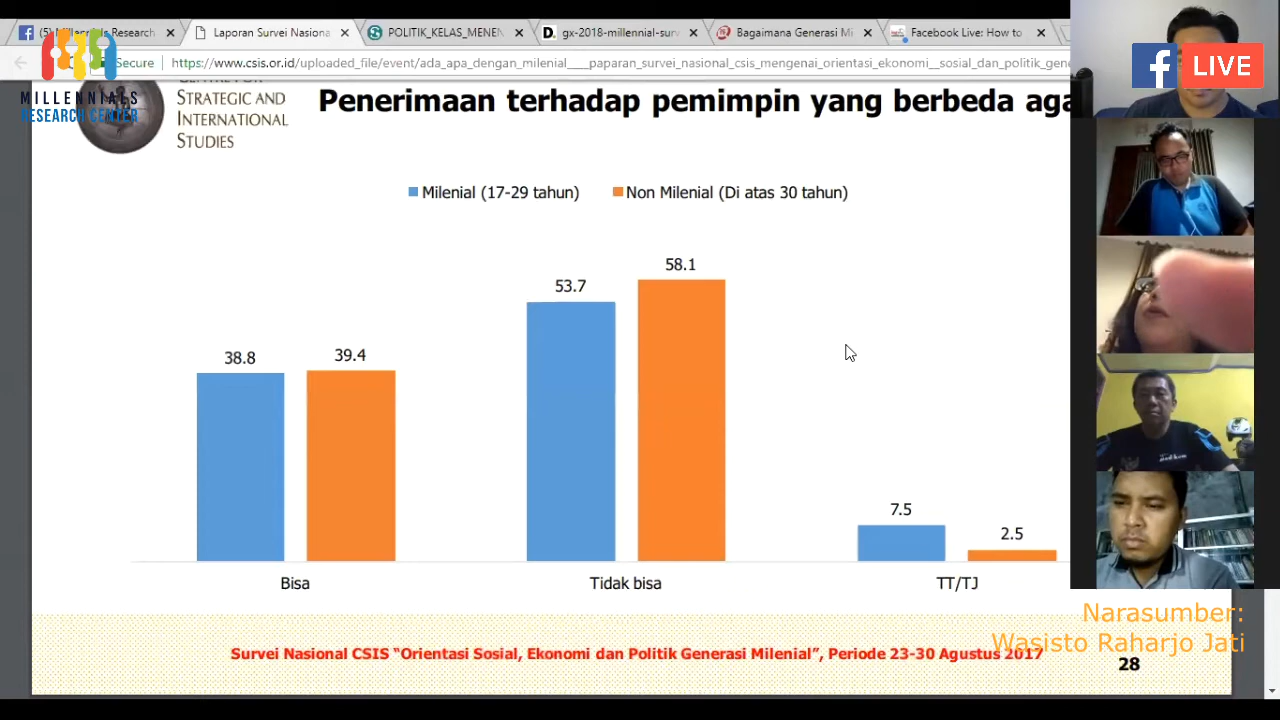 (5) Millennials Research
Laporan Survei Nasiona
POLITIK_KELAS_MENEN
gx-2018-millennial-surv
Bagaimana Generasi Mi
Facebook Live: How to
Secure
https://www.csis.or.id/uploaded_file/event/ada_apa_dengan_milenial____paparan_survei_nasional_csis_mengenai_orientasi_ekonomi__sosial_dan_politik_gene
LIVE
MILLENNIALS
RESEARCH CENTER
STRATEGIC AND
INTERNATIONAL
STUDIES
Penerimaan terhadap pemimpin yang berbeda aga
Milenial (17-29 tahun)
Non Milenial (Di atas 30 tahun)
38.8
39.4
53.7
58.1
7.5
2.5
Bisa
Tidak bisa
TT/TJ
Narasumber:
Wasisto Raharjo Jati
Survei Nasional CSIS “Orientasi Sosial, Ekonomi dan Politik Generasi Milenial”, Periode 23-30 Agustus 2017
28